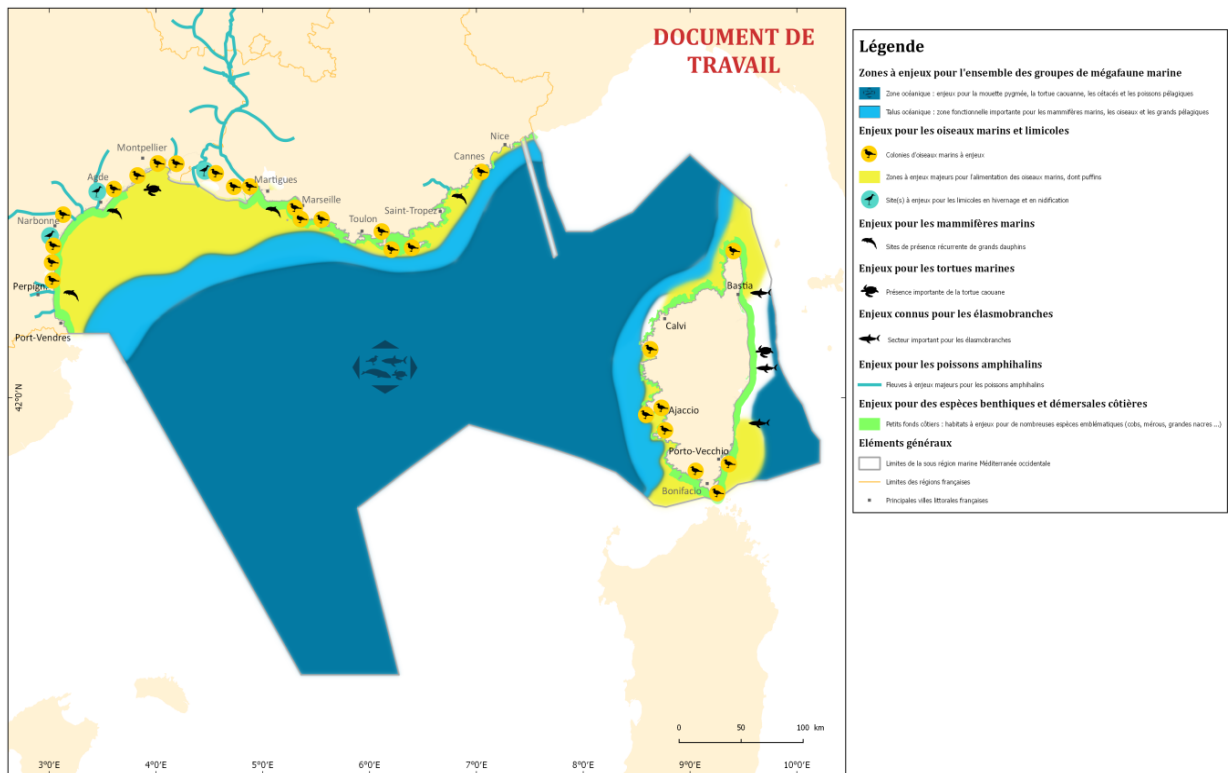 DOCUMENT DE
TRAVAIL
Montpellier
Agde
Narbonne
Perpign
Port-Vendres
Martigues
Marseille
Toulon
Saint-Tropez
Cannes
Nice
Bastia
Calvi
Ajaccio
Porto-Vecchio
Bonifacio
42°0'N
0 50 100 km
3°0'E 4°0'E 5°0'E 6°0'E 7°0'E 8°0'E 9°0'E 10°0'E
Légende
Zones à enjeux pour l'ensemble des groupes de mégafaune marine
Zone océanique : enjeux pour la mouette pygmée, la tortue caouanne, les cétacés et les poissons pélagiques
Talus océanique : zone fonctionnelle importante pour les mammifères marins, les oiseaux et les grands pélagiques
Enjeux pour les oiseaux marins et limicoles
Colonies d'oiseaux marins à enjeux
Zones à enjeux majeurs pour l'alimentation des oiseaux marins, dont puffins
Site(s) à enjeux pour les limicoles en hivernage et en nidification
Enjeux pour les mammifères marins
Sites de présence récurrente de grands dauphins
Enjeux pour les tortues marines
Présence importante de la tortue caouane
Enjeux connus pour les élasmobranches
Secteur important pour les élasmobranches
Enjeux pour les poissons amphihalins
Fleuves à enjeux majeurs pour les poissons amphihalins
Enjeux pour des espèces benthiques et démersales côtières
Petits fonds côtiers : habitats à enjeux pour de nombreuses espèces emblématiques (cobs, mérous, grandes nacres ...)
Eléments généraux
Limites de la sous région marine Méditerranée occidentale
Limites des régions françaises
Principales villes littorales françaises